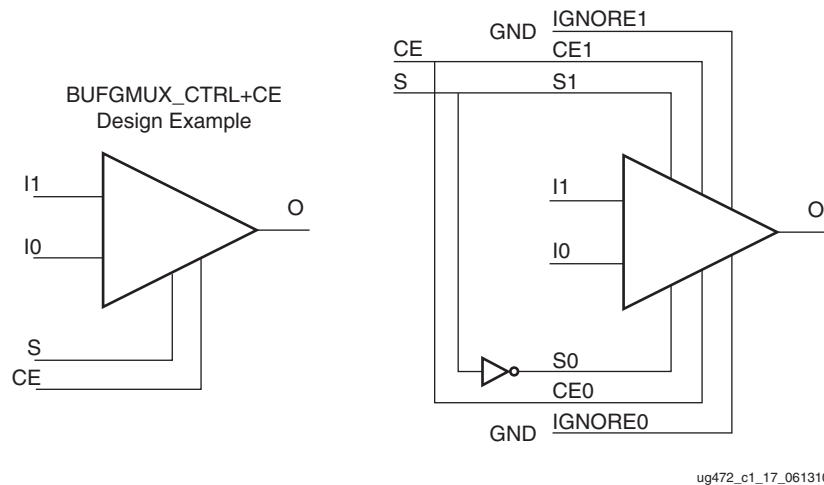 BUFGMUX_CTRL+CE
Design Example
I1
I0
O
S
CE
GND
IGNORE1
CE
CE1
S
S1
I1
I0
O
S0
CE0
GND
IGNORE0
ug472_c1_17_061310